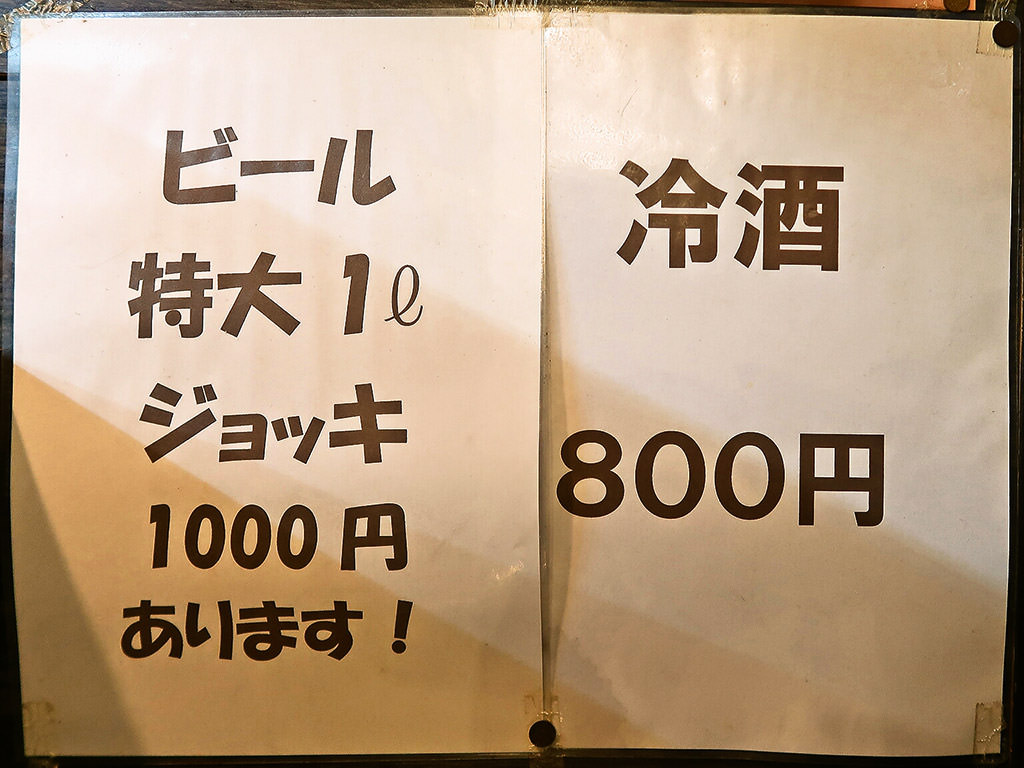 ビール
特大 1ℓ
ジョッキ
1000 円
あります！
冷酒
800円